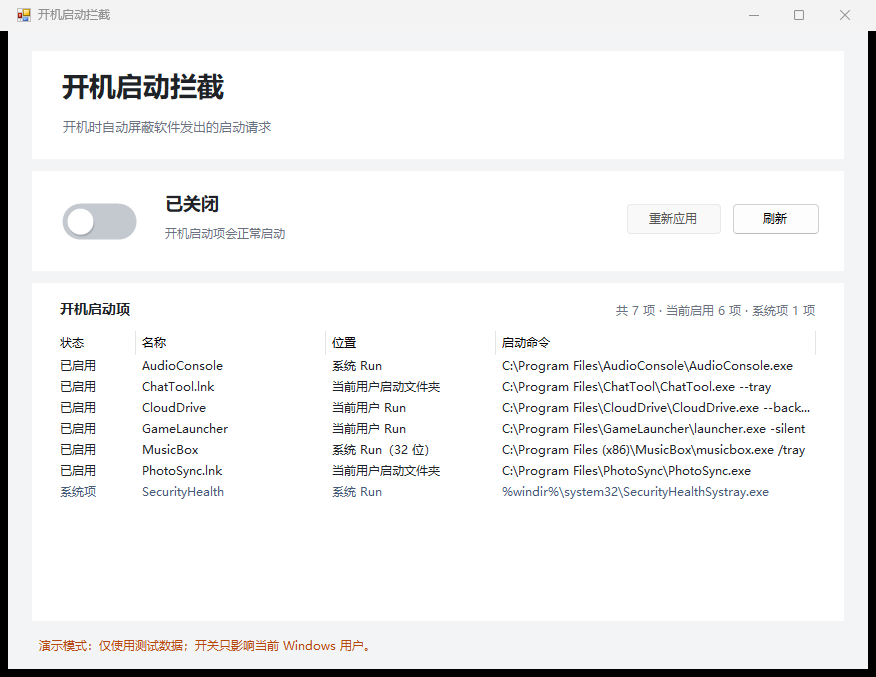 开机启动拦截
开机启动拦截
开机时自动屏蔽软件发出的启动请求
已关闭
开机启动项会正常启动
重新应用
刷新
开机启动项
共 7 项 · 当前启用 6 项 · 系统项 1 项
状态 名称 位置 启动命令
已启用 AudioConsole 系统 Run C:\Program Files\AudioConsole\AudioConsole.exe
已启用 ChatTool.lnk 当前用户启动文件夹 C:\Program Files\ChatTool\ChatTool.exe --tray
已启用 CloudDrive 当前用户 Run C:\Program Files\CloudDrive\CloudDrive.exe --back...
已启用 GameLauncher 当前用户 Run C:\Program Files\GameLauncher\launcher.exe -silent
已启用 MusicBox 系统 Run（32 位） C:\Program Files (x86)\MusicBox\musicbox.exe /tray
已启用 PhotoSync.lnk 当前用户启动文件夹 C:\Program Files\PhotoSync\PhotoSync.exe
系统项 SecurityHealth 系统 Run %windir%\system32\SecurityHealthSystray.exe
演示模式：仅使用测试数据；开关只影响当前 Windows 用户。